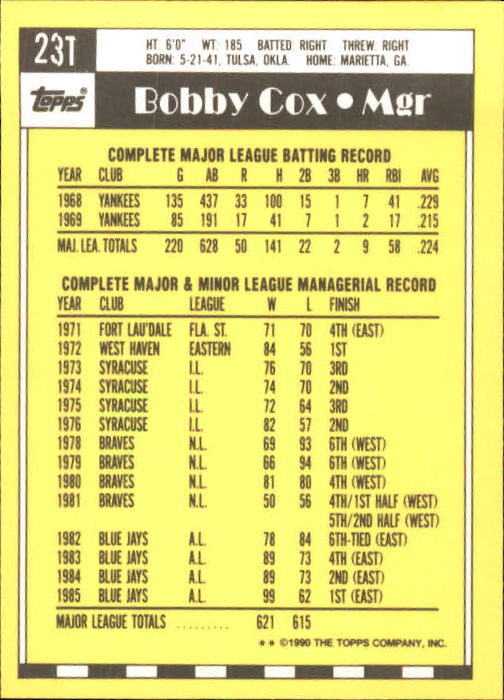 23T
HT: 6'0" WT: 185 BATTED: RIGHT THREW: RIGHT
BORN: 5-21-41, TULSA, OKLA. HOME: MARIETTA, GA.
Topps®
Bobby Cox • Mgr
COMPLETE MAJOR LEAGUE BATTING RECORD
YEAR CLUB G AB R H 2B 3B HR RBI AVG
1968 YANKEES 135 437 33 100 15 1 7 41 .229
1969 YANKEES 85 191 17 41 7 1 2 17 .215
MAJ. LEA. TOTALS 220 628 50 141 22 2 9 58 .224
COMPLETE MAJOR & MINOR LEAGUE MANAGERIAL RECORD
YEAR CLUB LEAGUE W L FINISH
1971 FORT LAU'DALE FLA. ST. 71 70 4TH (EAST)
1972 WEST HAVEN EASTERN 84 56 1ST
1973 SYRACUSE I.L. 76 70 3RD
1974 SYRACUSE I.L. 74 70 2ND
1975 SYRACUSE I.L. 72 64 3RD
1976 SYRACUSE I.L. 82 57 2ND
1978 BRAVES N.L. 69 93 6TH (WEST)
1979 BRAVES N.L. 66 94 6TH (WEST)
1980 BRAVES N.L. 81 80 4TH (WEST)
1981 BRAVES N.L. 50 56 4TH/1ST HALF (WEST)
5TH/2ND HALF (WEST)
1982 BLUE JAYS A.L. 78 84 6TH-TIED (EAST)
1983 BLUE JAYS A.L. 89 73 4TH (EAST)
1984 BLUE JAYS A.L. 89 73 2ND (EAST)
1985 BLUE JAYS A.L. 99 62 1ST (EAST)
MAJOR LEAGUE TOTALS ......... 621 615
** ©1990 THE TOPPS COMPANY, INC.